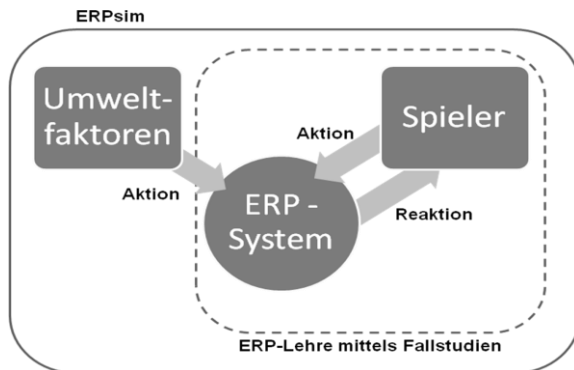 ERPsim
Umwelt-
faktoren
Spieler
Aktion
Aktion
ERP -
System
Reaktion
ERP-Lehre mittels Fallstudien